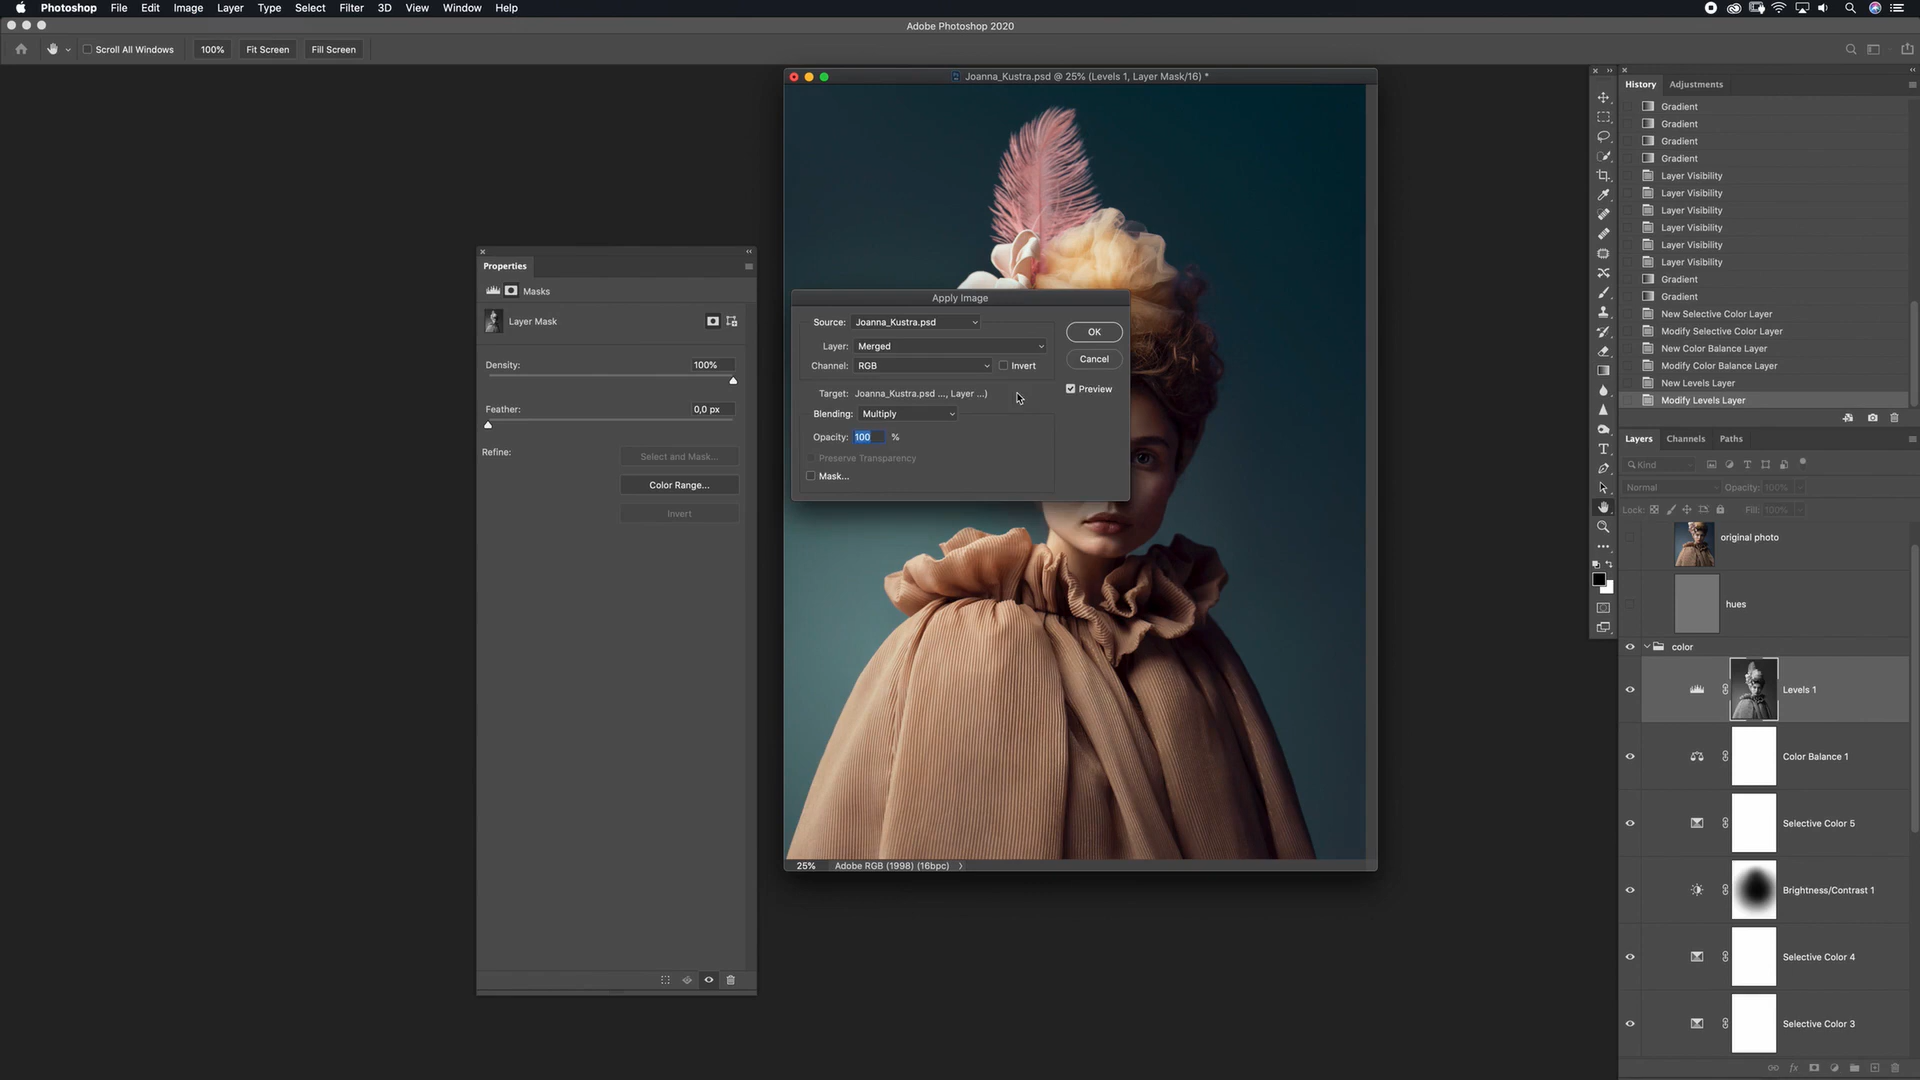 Photoshop File Edit Image Layer Type Select Filter 3D View Window Help
Adobe Photoshop 2020
Scroll All Windows 100% Fit Screen Fill Screen
Joanna_Kustra.psd @ 25% (Levels 1, Layer Mask/16) *
Properties
Masks
Layer Mask
Density: 100%
Feather: 0,0 px
Refine: Select and Mask...
Color Range...
Invert
Apply Image
Source: Joanna_Kustra.psd
Layer: Merged
Channel: RGB Invert
Target: Joanna_Kustra.psd ..., Layer ...)
Blending: Multiply
Opacity: 100 %
Preserve Transparency
Mask...
OK
Cancel
Preview
25% Adobe RGB (1998) (16bpc)
History Adjustments
Gradient
Gradient
Gradient
Gradient
Layer Visibility
Layer Visibility
Layer Visibility
Layer Visibility
Layer Visibility
Layer Visibility
Gradient
Gradient
New Selective Color Layer
Modify Selective Color Layer
New Color Balance Layer
Modify Color Balance Layer
New Levels Layer
Modify Levels Layer
Layers Channels Paths
Kind
Normal Opacity: 100%
Lock: Fill: 100%
original photo
hues
color
Levels 1
Color Balance 1
Selective Color 5
Brightness/Contrast 1
Selective Color 4
Selective Color 3